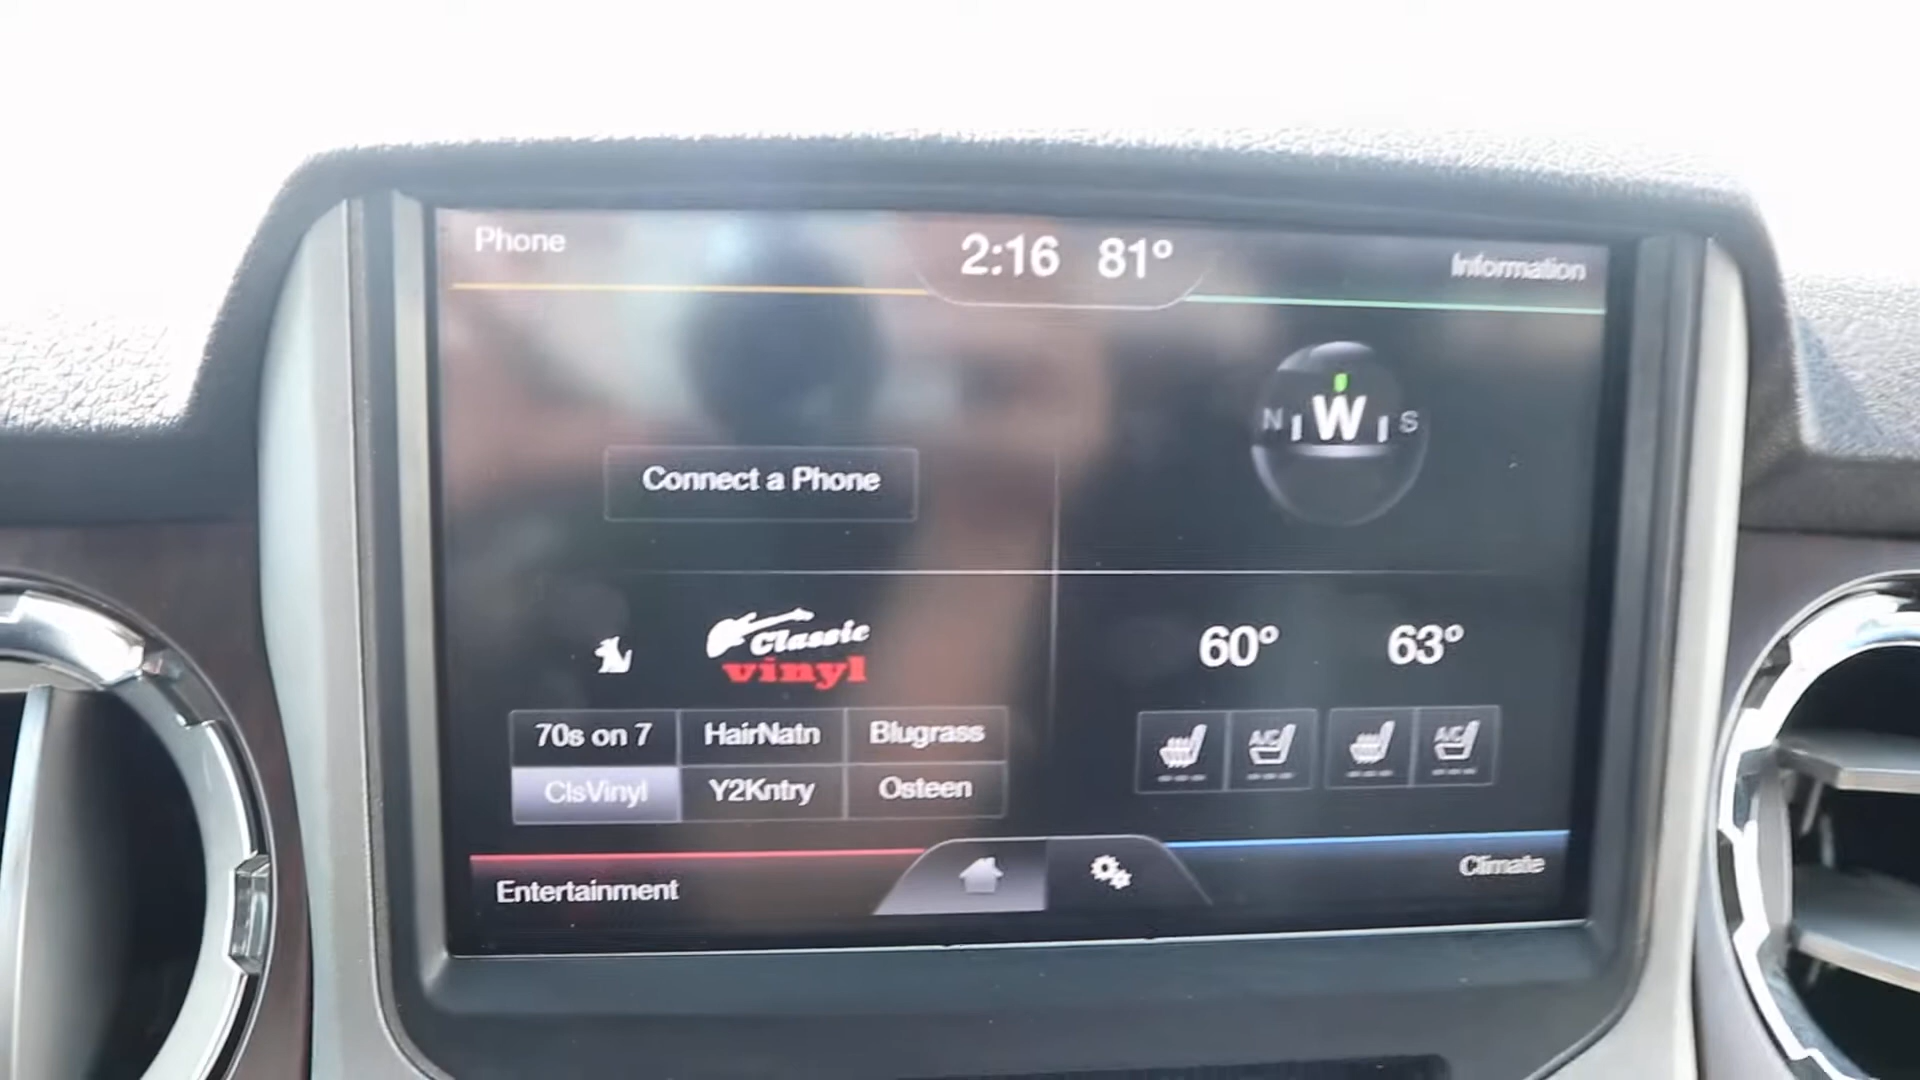 Phone
2:16 81°
Information
N W S
Connect a Phone
Classic
vinyl
60° 63°
70s on 7 HairNatn Blugrass
A/C A/C
ClsVinyl Y2Kntry Osteen
Entertainment
Climate